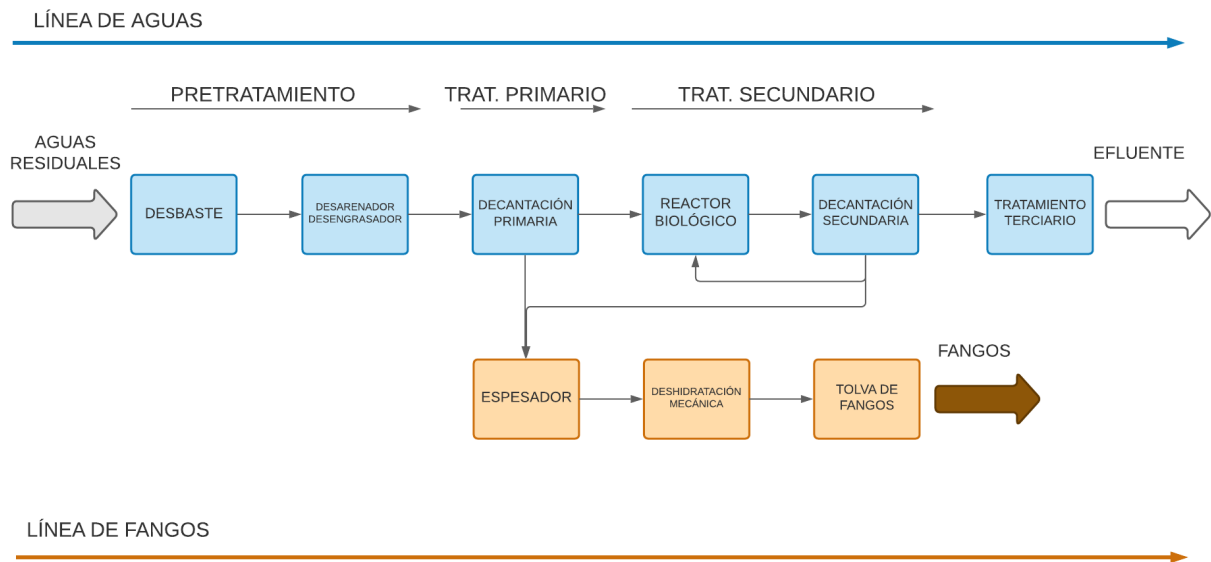 LÍNEA DE AGUAS
PRETRATAMIENTO
TRAT. PRIMARIO
TRAT. SECUNDARIO
AGUAS
RESIDUALES
EFLUENTE
DESBASTE
DESARENADOR
DESENGRASADOR
DECANTACIÓN
PRIMARIA
REACTOR
BIOLÓGICO
DECANTACIÓN
SECUNDARIA
TRATAMIENTO
TERCIARIO
FANGOS
ESPESADOR
DESHIDRATACIÓN
MECÁNICA
TOLVA DE
FANGOS
LÍNEA DE FANGOS